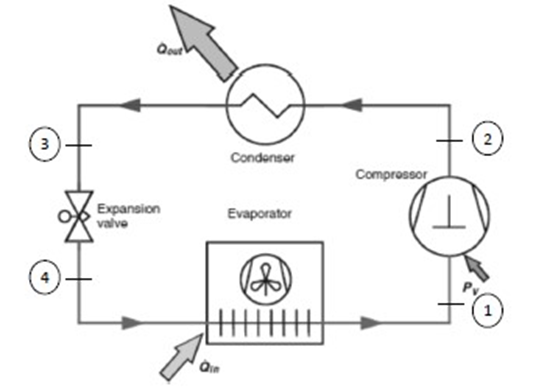 Q̇out
3
2
Condenser
Compressor
Expansion
valve
Evaporator
4
Pv
1
Q̇in